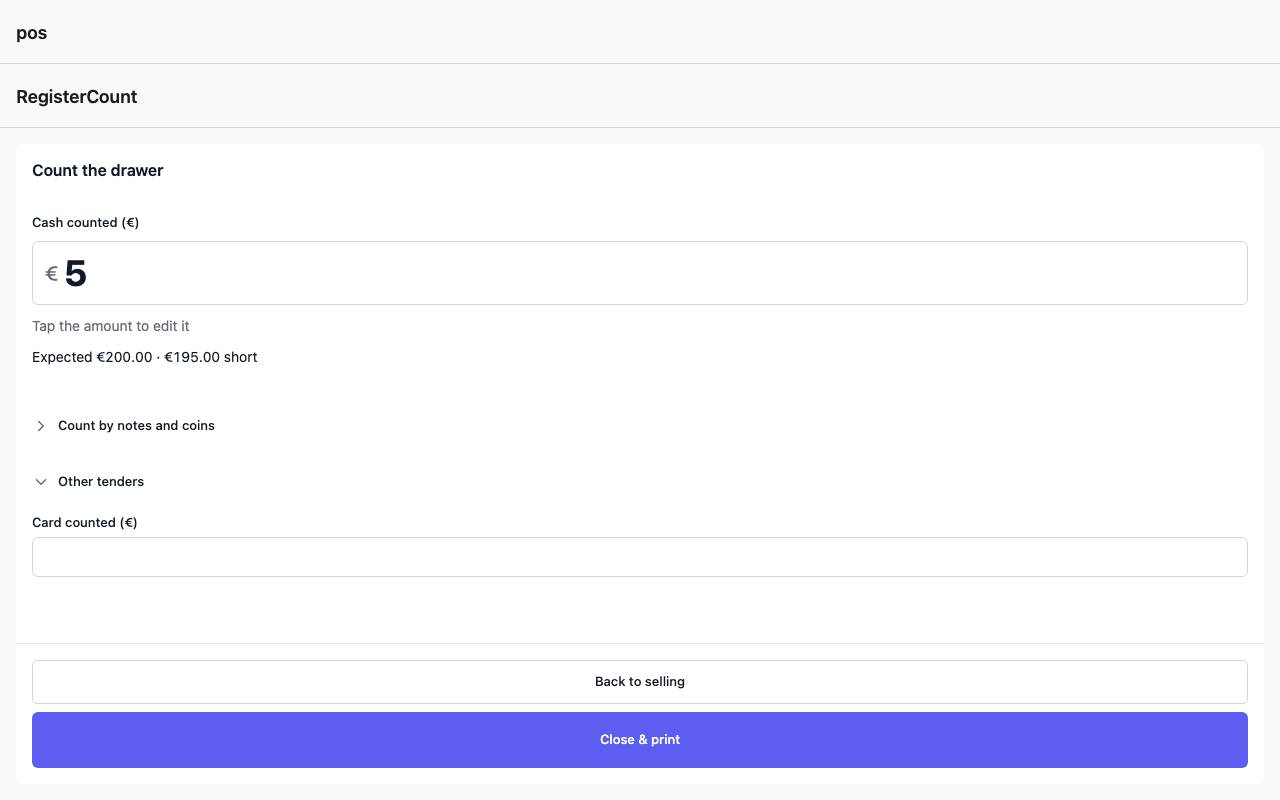 pos
RegisterCount
Count the drawer
Cash counted (€)
€ 5
Tap the amount to edit it
Expected €200.00 · €195.00 short
Count by notes and coins
Other tenders
Card counted (€)
Back to selling
Close & print